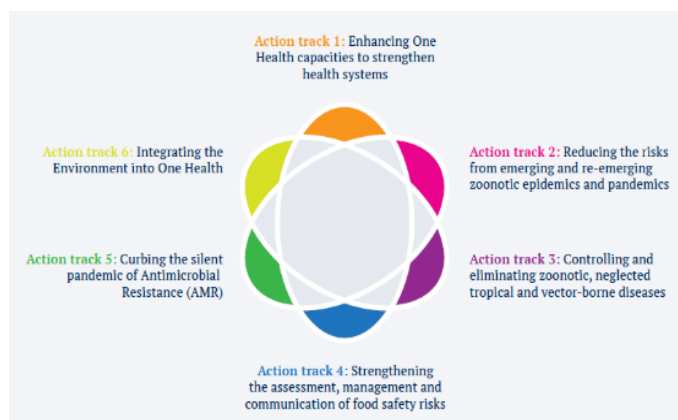 Action track 1: Enhancing One
Health capacities to strengthen
health systems
Action track 2: Reducing the risks
from emerging and re-emerging
zoonotic epidemics and pandemics
Action track 3: Controlling and
eliminating zoonotic, neglected
tropical and vector-borne diseases
Action track 4: Strengthening
the assessment, management and
communication of food safety risks
Action track 5: Curbing the silent
pandemic of Antimicrobial
Resistance (AMR)
Action track 6: Integrating the
Environment into One Health